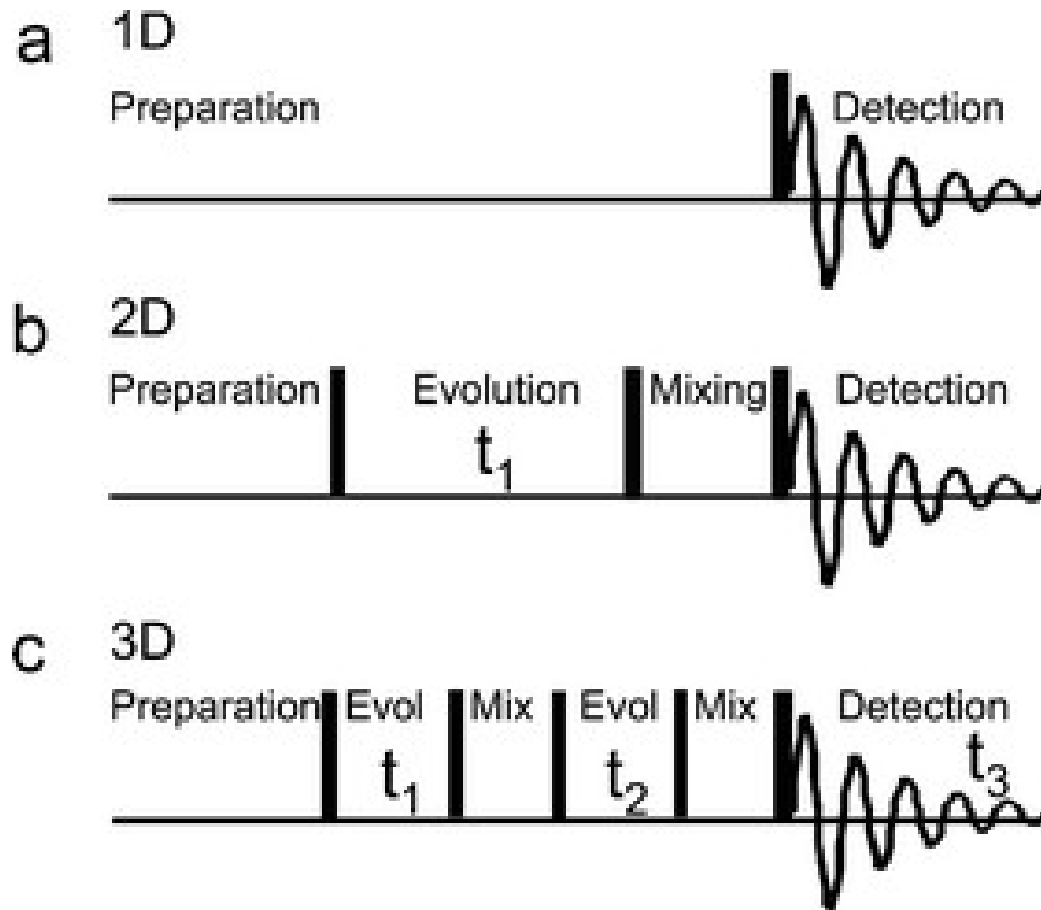 a 1D
Preparation Detection
b 2D
Preparation Evolution Mixing Detection
t₁
c 3D
Preparation Evol Mix Evol Mix Detection
t₁ t₂ t₃